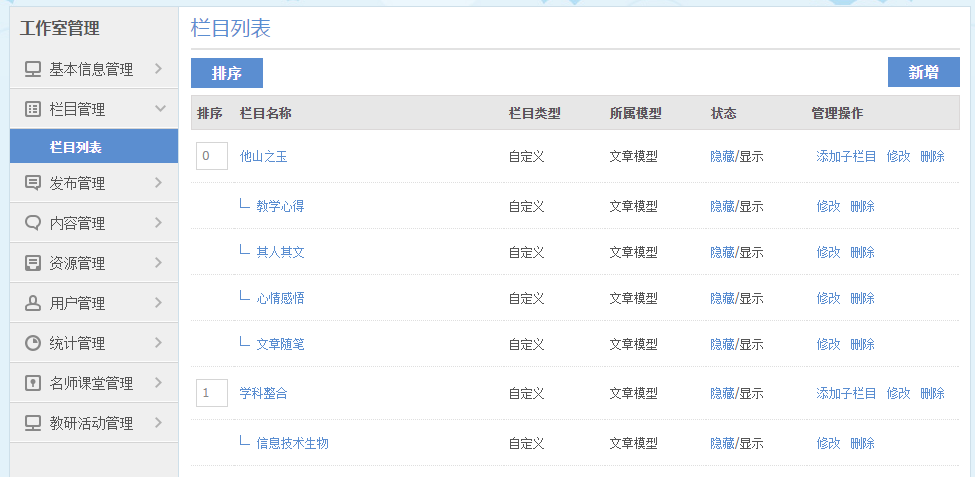 工作室管理
基本信息管理
栏目管理
栏目列表
发布管理
内容管理
资源管理
用户管理
统计管理
名师课堂管理
教研活动管理
栏目列表
排序 新增
排序 栏目名称 栏目类型 所属模型 状态 管理操作
0 他山之玉 自定义 文章模型 隐藏/显示 添加子栏目 修改 删除
教学心得 自定义 文章模型 隐藏/显示 修改 删除
其人其文 自定义 文章模型 隐藏/显示 修改 删除
心情感悟 自定义 文章模型 隐藏/显示 修改 删除
文章随笔 自定义 文章模型 隐藏/显示 修改 删除
1 学科整合 自定义 文章模型 隐藏/显示 添加子栏目 修改 删除
信息技术生物 自定义 文章模型 隐藏/显示 修改 删除